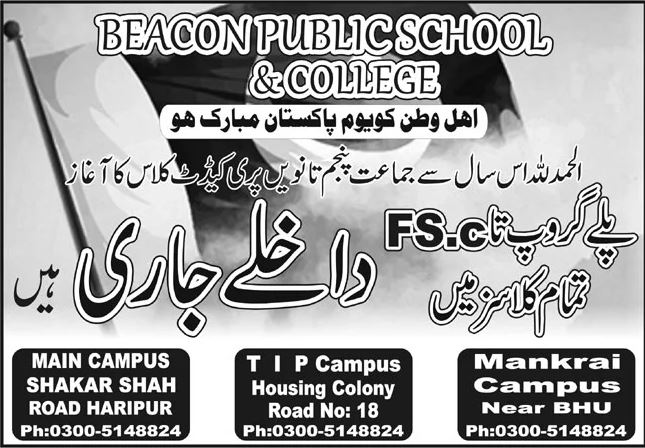 BEACON PUBLIC SCHOOL
& COLLEGE
اھل وطن کو یوم پاکستان مبارک ھو
الحمدللہ اس سال سے جماعت پنجم تا نویں پری کیڈٹ کلاس کا آغاز
پلے گروپ تا FS.c
تمام کلاسز میں
داخلے جاری ہیں
MAIN CAMPUS
SHAKAR SHAH
ROAD HARIPUR
Ph:0300-5148824
T I P Campus
Housing Colony
Road No: 18
Ph:0300-5148824
Mankrai
Campus
Near BHU
Ph:0300-5148824